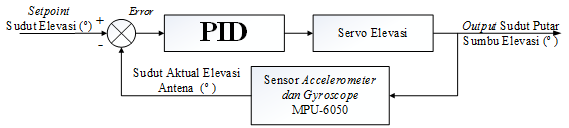 Setpoint
Sudut Elevasi (º)
+
-
Error
PID
Servo Elevasi
Output Sudut Putar
Sumbu Elevasi (º)
Sudut Aktual Elevasi
Antena (º)
Sensor Accelerometer
dan Gyroscope
MPU-6050